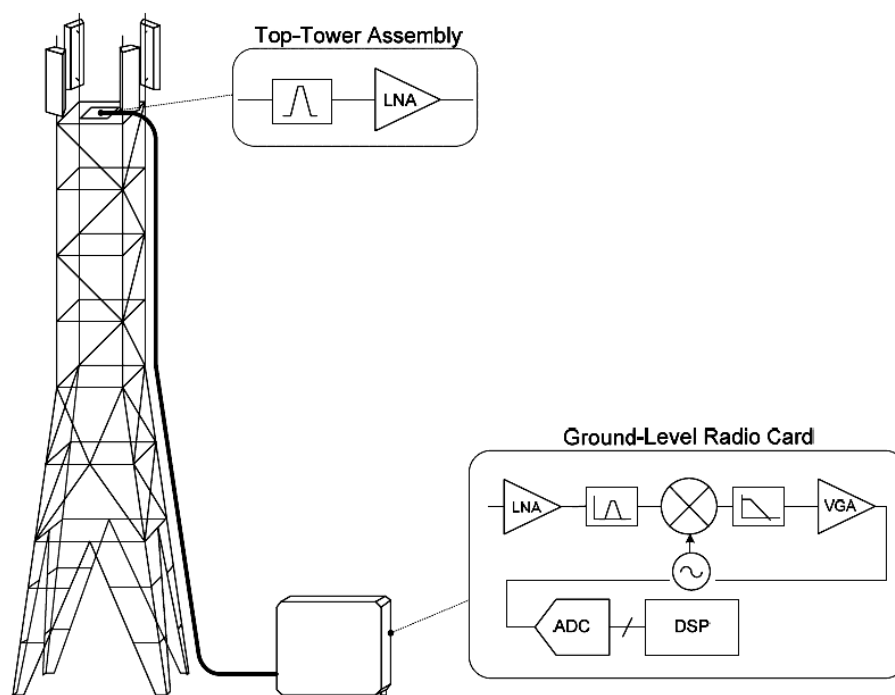 Top-Tower Assembly
LNA
Ground-Level Radio Card
LNA
VGA
ADC
DSP